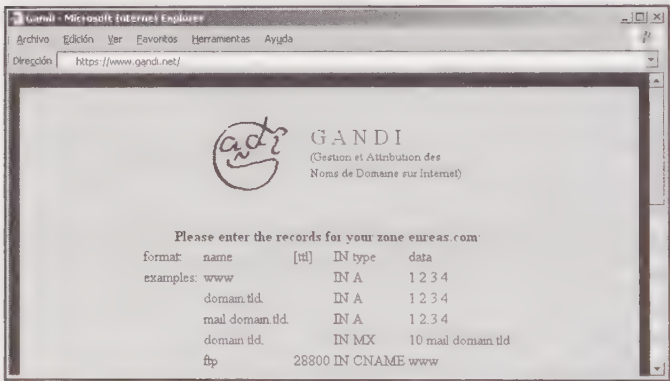 Gandi - Microsoft Internet Explorer
Archivo Edición Ver Favoritos Herramientas Ayuda
Dirección https://www.gandi.net/
GANDI
(Gestion et Attribution des
Noms de Domaine sur Internet)
Please enter the records for your zone enreas.com:
format: name [ttl] IN type data
examples: www IN A 1 2 3 4
domain.tld. IN A 1 2 3 4
mail domain.tld. IN A 1 2.3 4
domain tld. IN MX 10 mail domain tld
ftp 28800 IN CNAME www